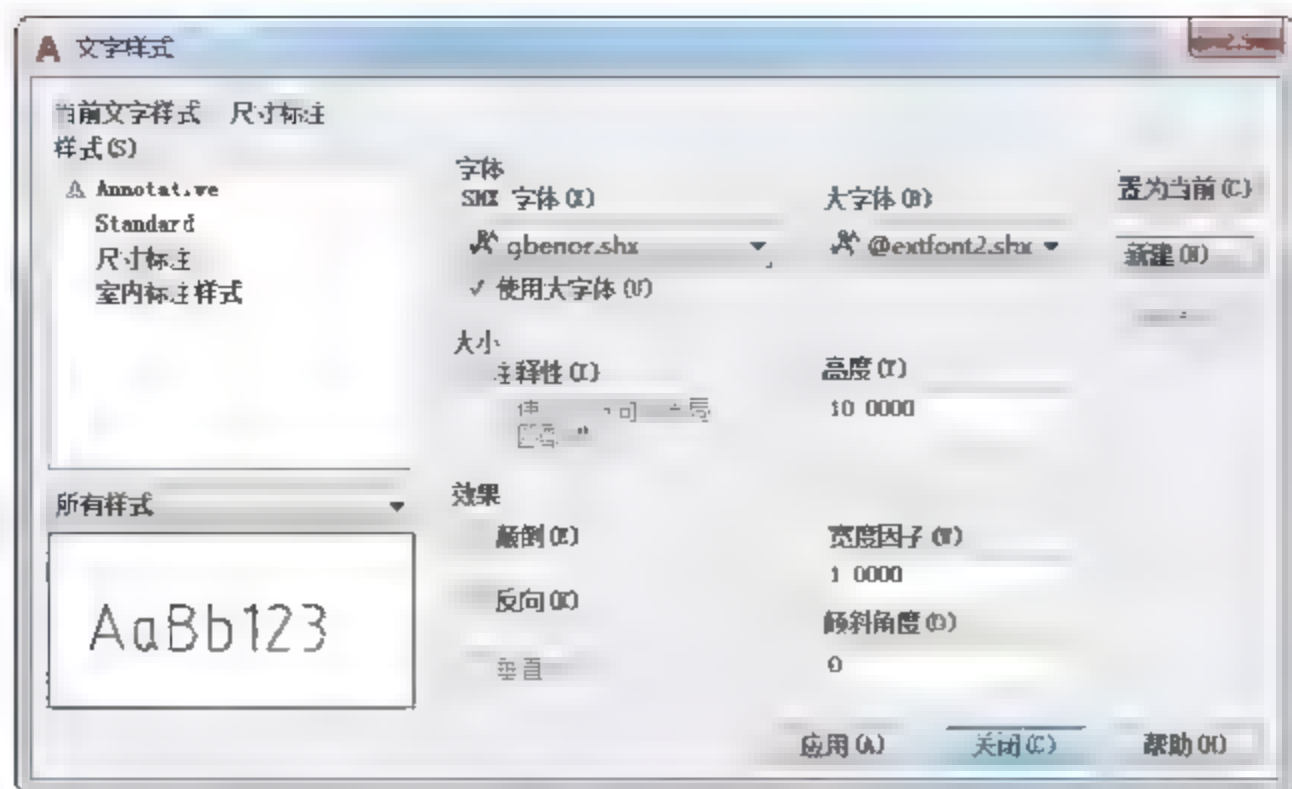 文字样式
当前文字样式 尺寸标注
样式(S)
Annotat.ve
Standard
尺寸标注
室内标注样式
所有样式
AaBb123
字体
SHX 字体(X)
gbenor.shx
使用大字体(U)
大字体(B)
@extfont2.shx
大小
注释性(I)
高度(T)
10 0000
效果
颠倒(E)
反向(K)
垂直
宽度因子(W)
1 0000
倾斜角度(O)
0
置为当前(C)
新建(N)
应用(A)
关闭(C)
帮助(H)